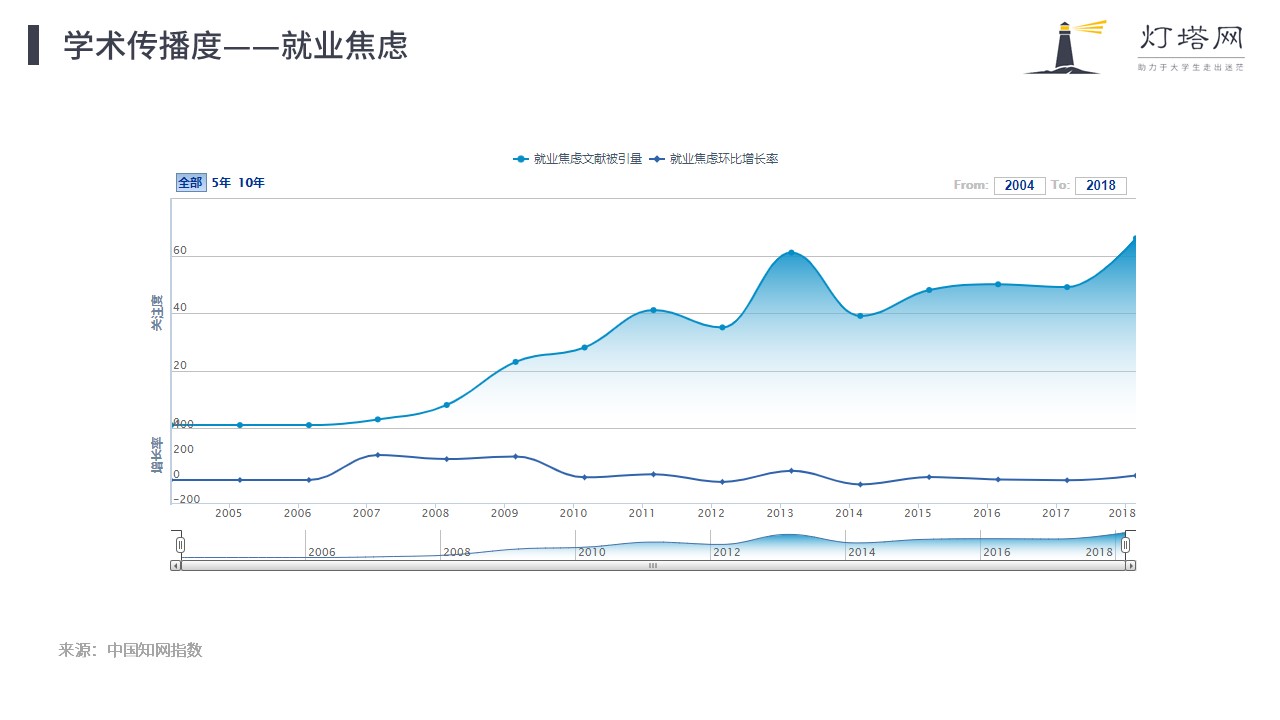 学术传播度——就业焦虑
灯塔网
助力于大学生走出迷茫
就业焦虑文献被引量 就业焦虑环比增长率
全部 5年 10年
From: 2004 To: 2018
60
40
20
关注度
400
200
0
-200
增长率
2005 2006 2007 2008 2009 2010 2011 2012 2013 2014 2015 2016 2017 2018
2006 2008 2010 2012 2014 2016 2018
来源：中国知网指数